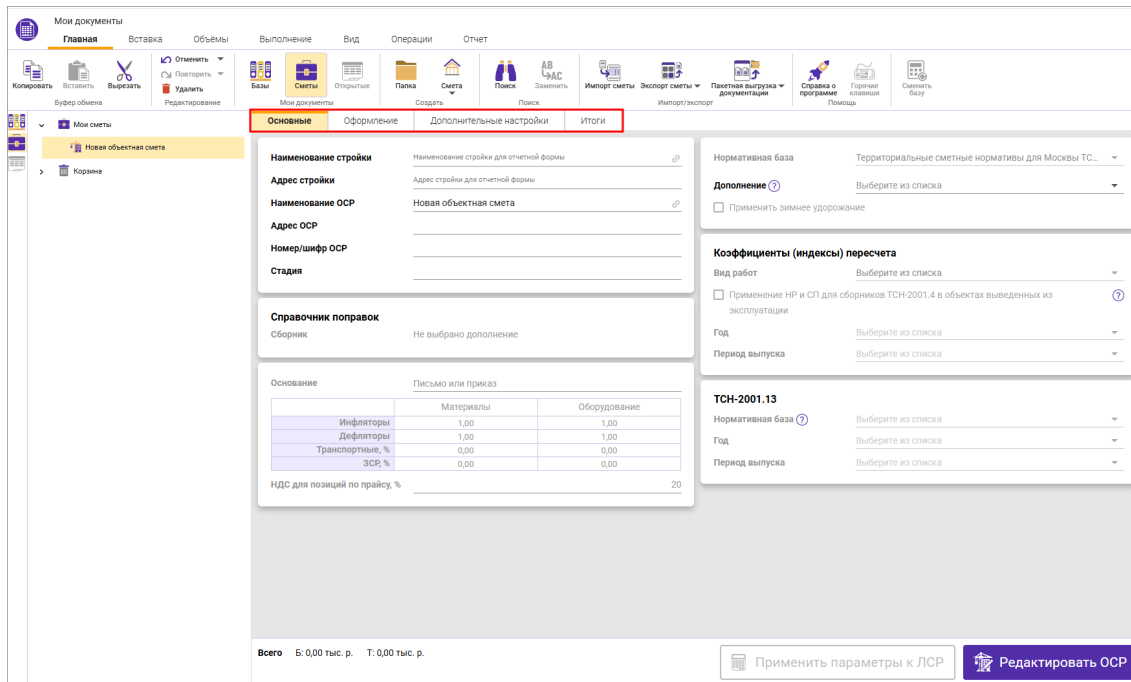 Мои документы
Главная Вставка Объёмы Выполнение Вид Операции Отчет
Копировать Вставить Вырезать Отменить Повторить Удалить Базы Сметы Открытые Папка Смета Поиск Заменить Импорт сметы Экспорт сметы Пакетная выгрузка документации Справка о программе Горячие клавиши Сменить базу
AB
AC
Буфер обмена Редактирование Мои документы Создать Поиск Импорт/экспорт Помощь
Мои сметы
Новая объектная смета
Корзина
Основные Оформление Дополнительные настройки Итоги
Наименование стройки Наименование стройки для отчетной формы
Адрес стройки Адрес стройки для отчетной формы
Наименование ОСР Новая объектная смета
Адрес ОСР
Номер/шифр ОСР
Стадия
Справочник поправок
Сборник Не выбрано дополнение
Основание Письмо или приказ
Материалы Оборудование
Инфляторы 1,00 1,00
Дефляторы 1,00 1,00
Транспортные, % 0,00 0,00
ЗСР, % 0,00 0,00
НДС для позиций по прайсу, % 20
Нормативная база Территориальные сметные нормативы для Москвы ТС...
Дополнение ? Выберите из списка
Применить зимнее удорожание
Коэффициенты (индексы) пересчета
Вид работ Выберите из списка
Применение НР и СП для сборников ТСН-2001.4 в объектах выведенных из
эксплуатации ?
Год Выберите из списка
Период выпуска Выберите из списка
ТСН-2001.13
Нормативная база ? Выберите из списка
Год Выберите из списка
Период выпуска Выберите из списка
Всего Б: 0,00 тыс. р. Т: 0,00 тыс. р.
Применить параметры к ЛСР
Редактировать ОСР